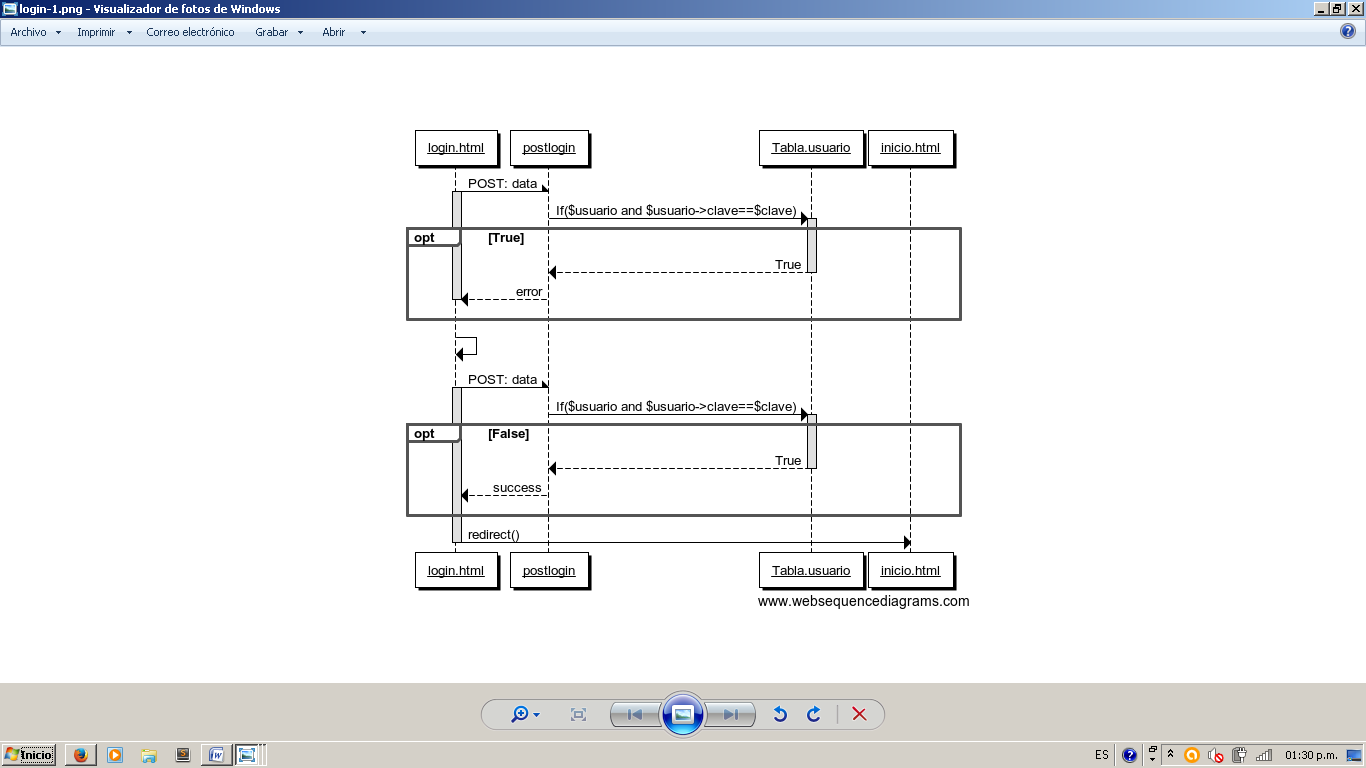 login-1.png - Visualizador de fotos de Windows
Archivo Imprimir Correo electrónico Grabar Abrir
login.html postlogin Tabla.usuario inicio.html
POST: data
If($usuario and $usuario->clave==$clave)
opt [True]
True
error
POST: data
If($usuario and $usuario->clave==$clave)
opt [False]
True
success
redirect()
login.html postlogin Tabla.usuario inicio.html
www.websequencediagrams.com
Inicio ES 01:30 p.m.